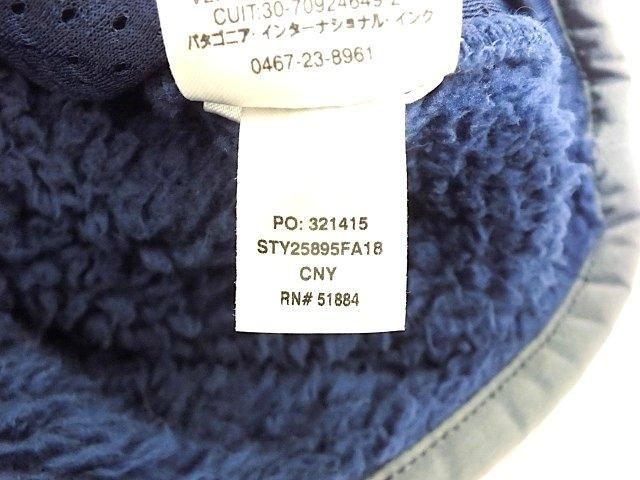 CUIT:30-70924649-2
パタゴニア・インターナショナル・インク
0467-23-8961
PO: 321415
STY25895FA18
CNY
RN# 51884